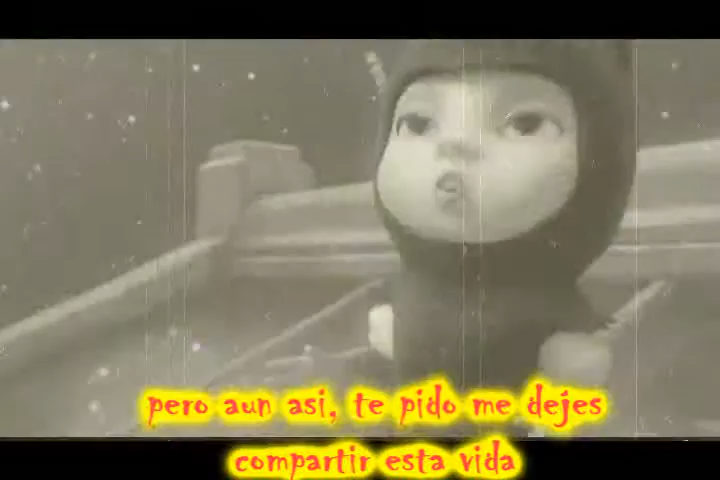 pero aun asi, te pido me dejes
compartir esta vida